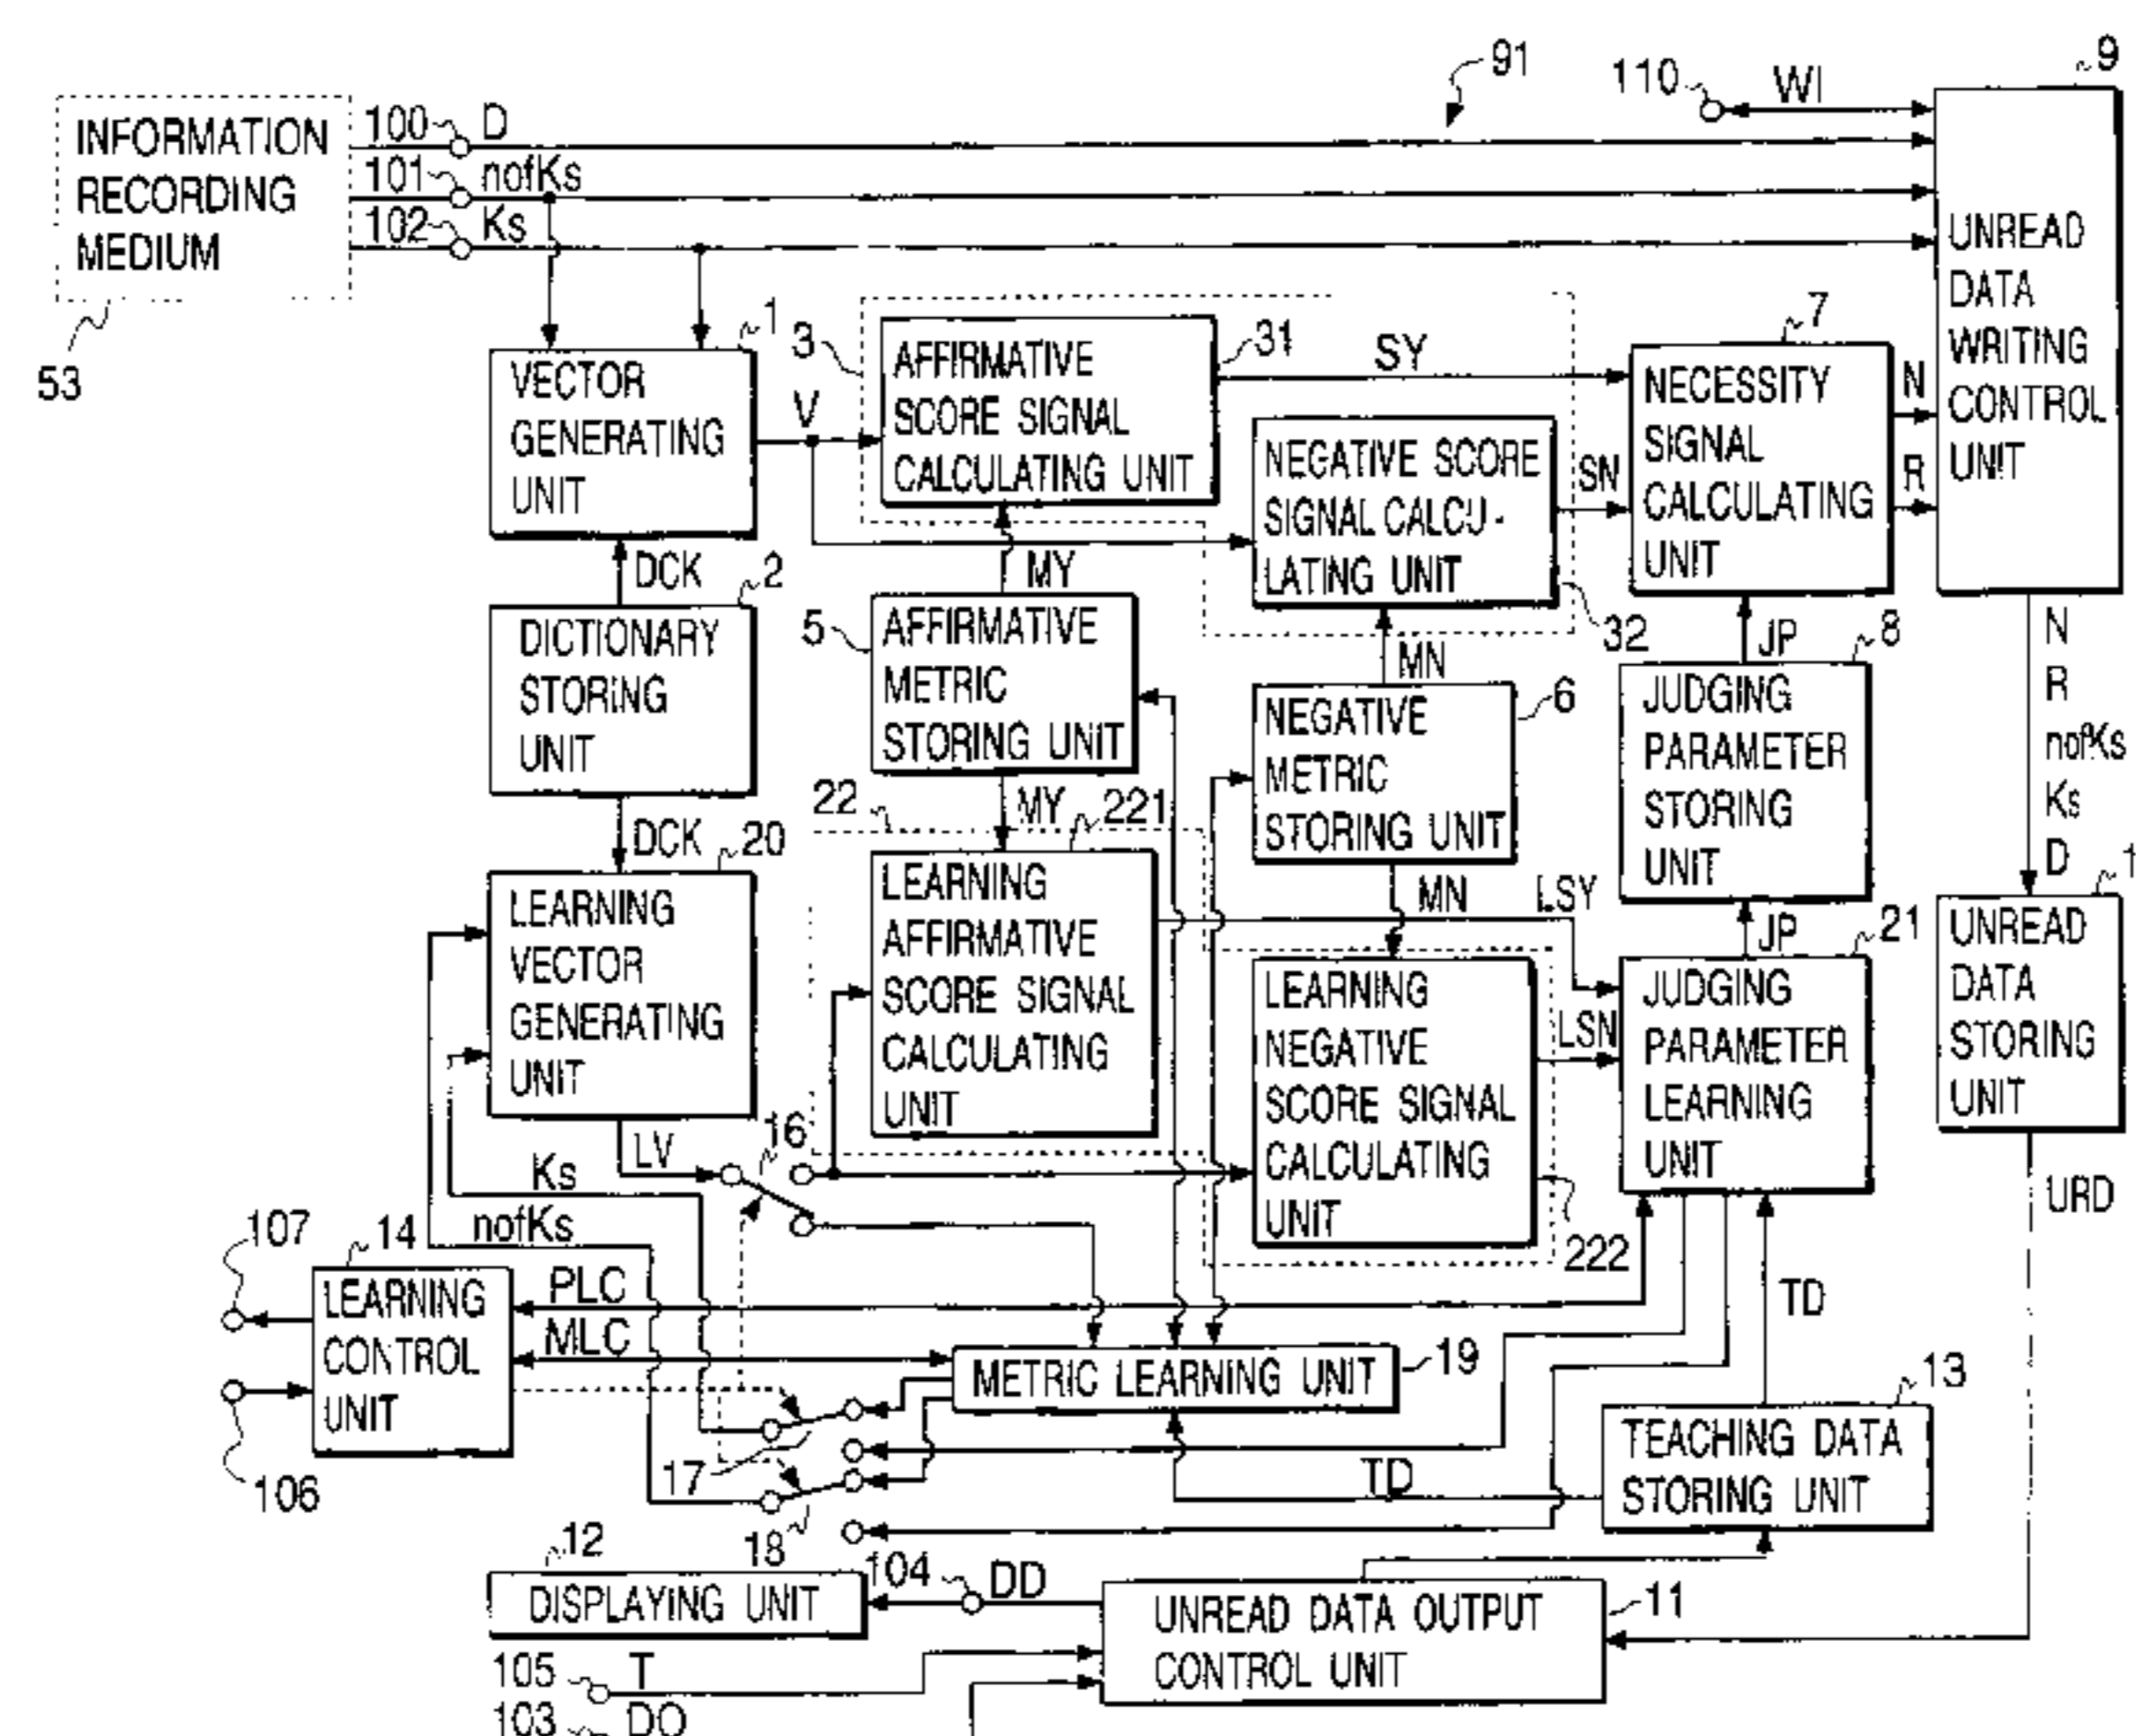 91
110
WI
9
INFORMATION
RECORDING
MEDIUM
53
100
D
101
nofKs
102
Ks
UNREAD
DATA
WRITING
CONTROL
UNIT
1
VECTOR
GENERATING
UNIT
V
3
AFFIRMATIVE
SCORE SIGNAL
CALCULATING UNIT
31
SY
NEGATIVE SCORE
SIGNAL CALCU-
LATING UNIT
32
SN
7
NECESSITY
SIGNAL
CALCULATING
UNIT
N
R
DCK
2
DICTIONARY
STORING
UNIT
DCK
MY
5
AFFIRMATIVE
METRIC
STORING UNIT
MY
MN
6
NEGATIVE
METRIC
STORING UNIT
MN
JP
8
JUDGING
PARAMETER
STORING
UNIT
JP
N
R
nofKs
Ks
D
1
UNREAD
DATA
STORING
UNIT
URD
20
LEARNING
VECTOR
GENERATING
UNIT
LV
22
221
LEARNING
AFFIRMATIVE
SCORE SIGNAL
CALCULATING
UNIT
LSY
LEARNING
NEGATIVE
SCORE SIGNAL
CALCULATING
UNIT
222
LSN
21
JUDGING
PARAMETER
LEARNING
UNIT
16
Ks
nofKs
107
14
LEARNING
CONTROL
UNIT
106
PLC
MLC
METRIC LEARNING UNIT
19
17
18
TD
TD
13
TEACHING DATA
STORING UNIT
12
DISPLAYING UNIT
104
DD
UNREAD DATA OUTPUT
CONTROL UNIT
11
105
T
103
DO